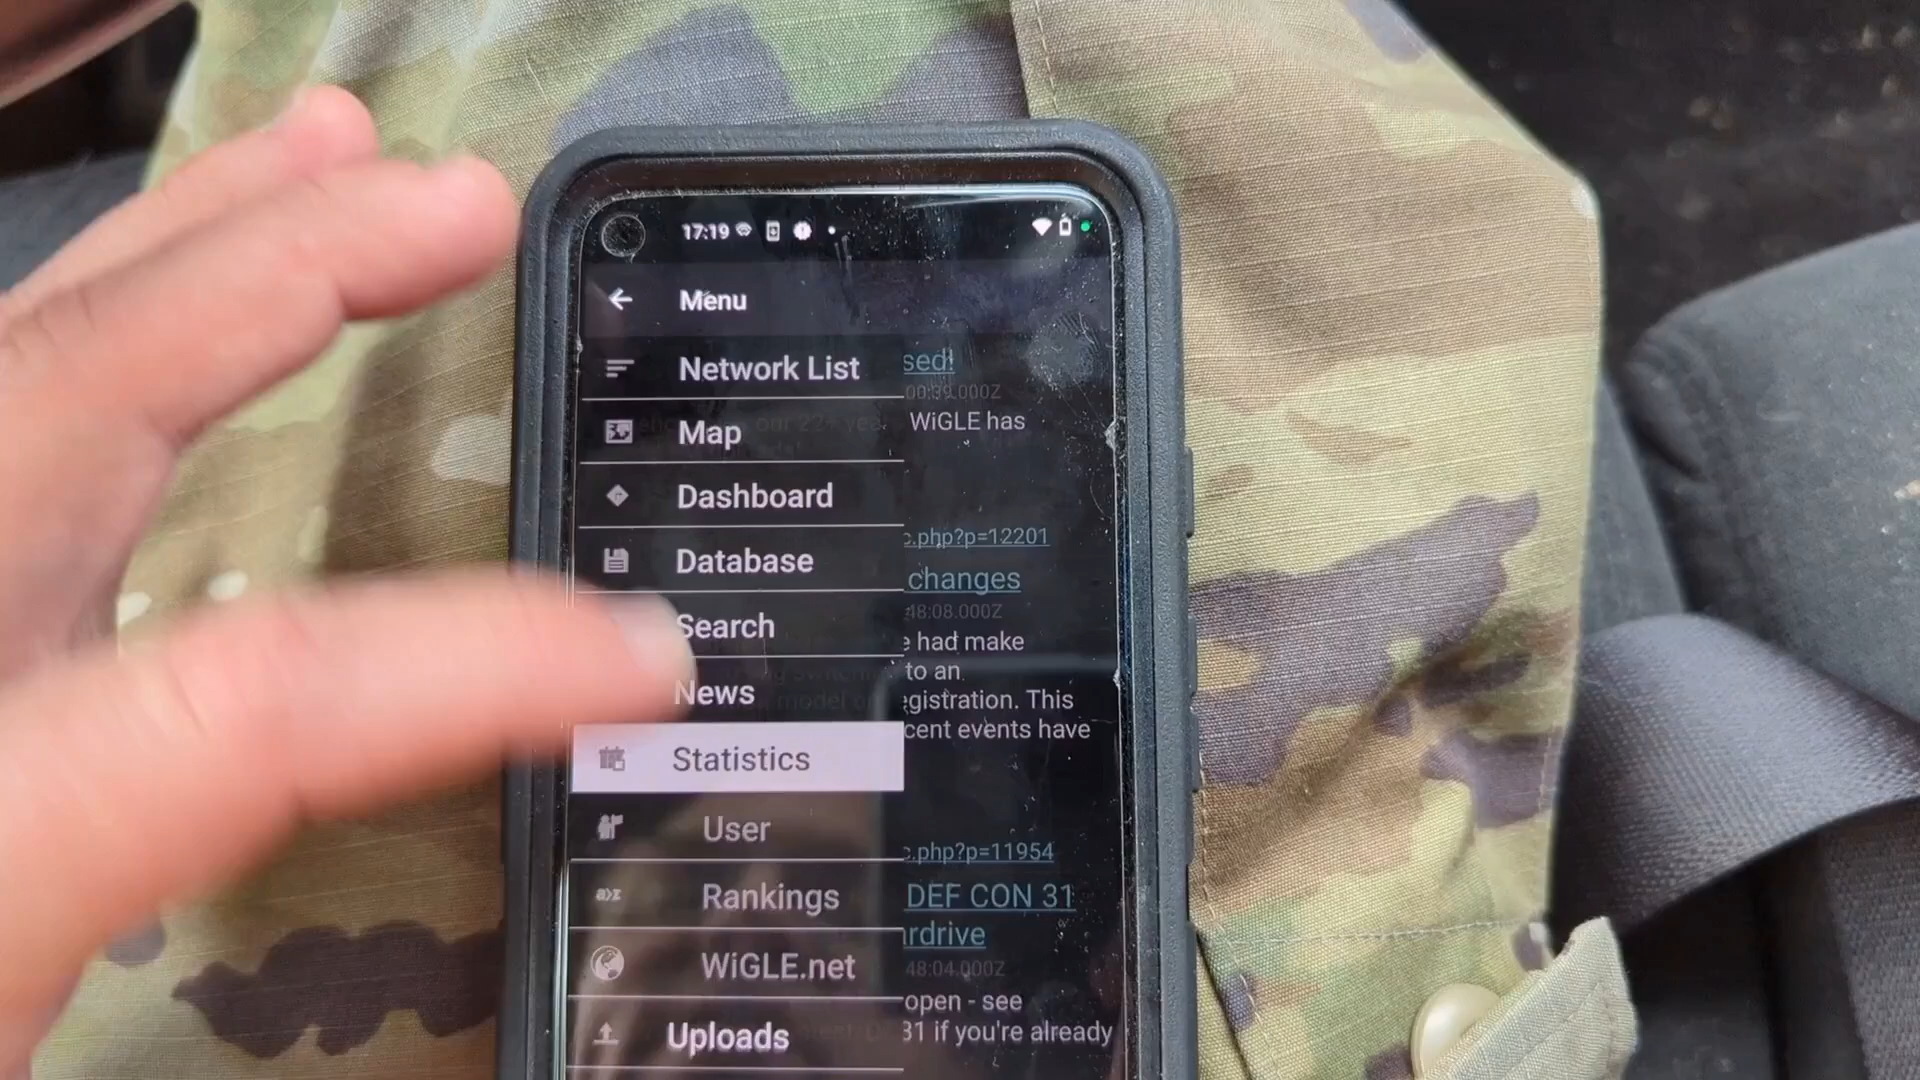 17:19
Menu
Network List
sed!
00:39.000Z
Map
WiGLE has
Dashboard
c.php?p=12201
Database
changes
48:08.000Z
Search
e had make
to an
News
egistration. This
cent events have
Statistics
User
c.php?p=11954
Rankings
DEF CON 31
ardrive
WiGLE.net
48:04.000Z
open - see
Uploads
31 if you're already